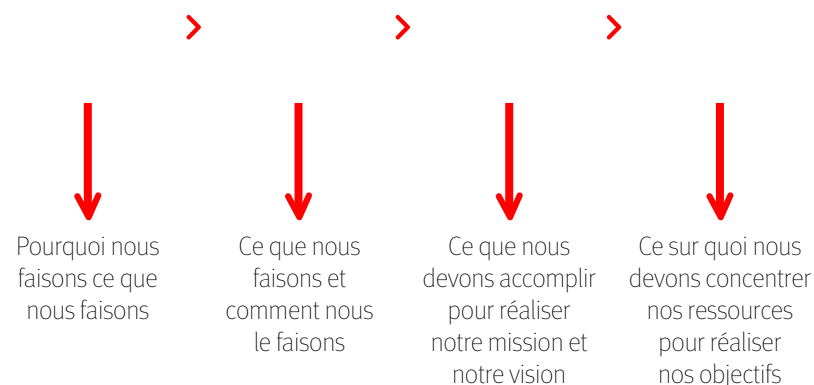 Pourquoi nous
faisons ce que
nous faisons
Ce que nous
faisons et
comment nous
le faisons
Ce que nous
devons accomplir
pour réaliser
notre mission et
notre vision
Ce sur quoi nous
devons concentrer
nos ressources
pour réaliser
nos objectifs